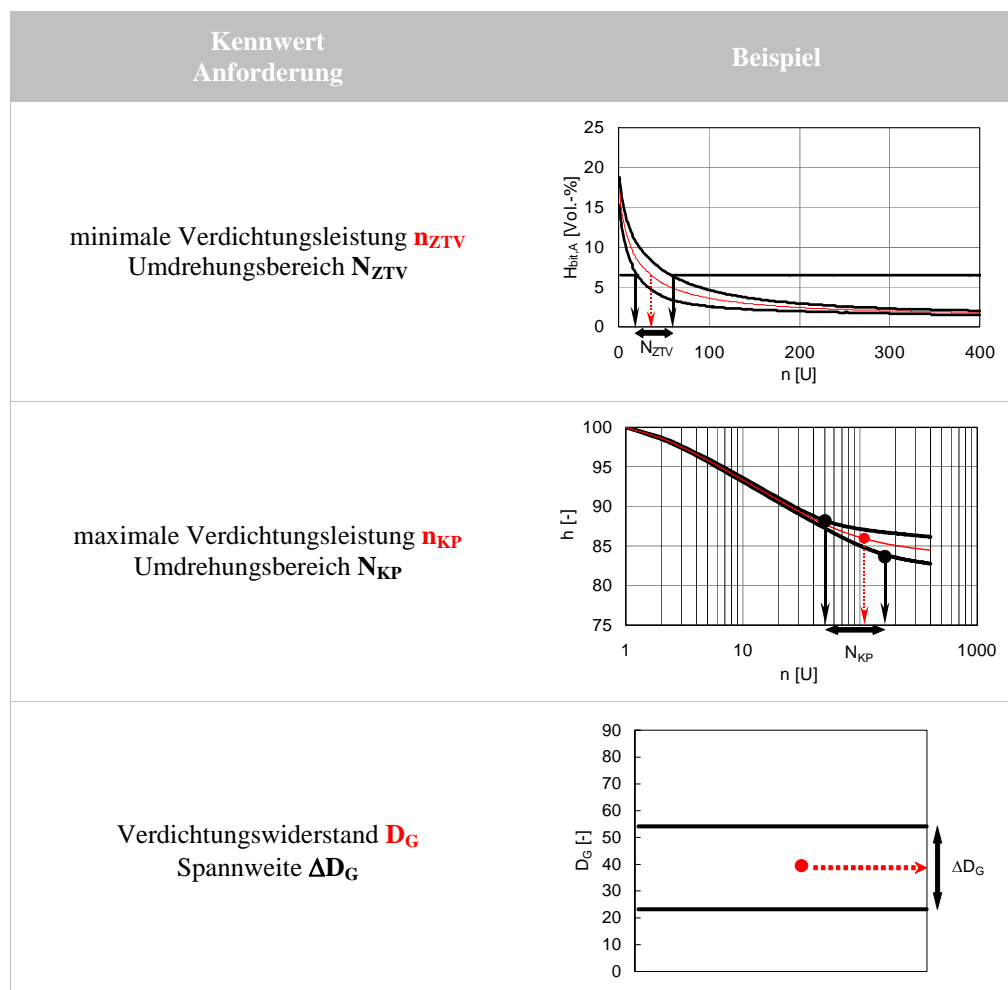 Kennwert
Anforderung
Beispiel
minimale Verdichtungsleistung nZTV
Umdrehungsbereich NZTV
25
20
15
10
5
0
Hbit,A [Vol.-%]
0
100
200
300
400
NZTV
n [U]
maximale Verdichtungsleistung nKP
Umdrehungsbereich NKP
100
95
90
85
80
75
h [-]
1
10
1000
NKP
n [U]
Verdichtungswiderstand DG
Spannweite ΔDG
90
80
70
60
50
40
30
20
10
0
DG [-]
ΔDG